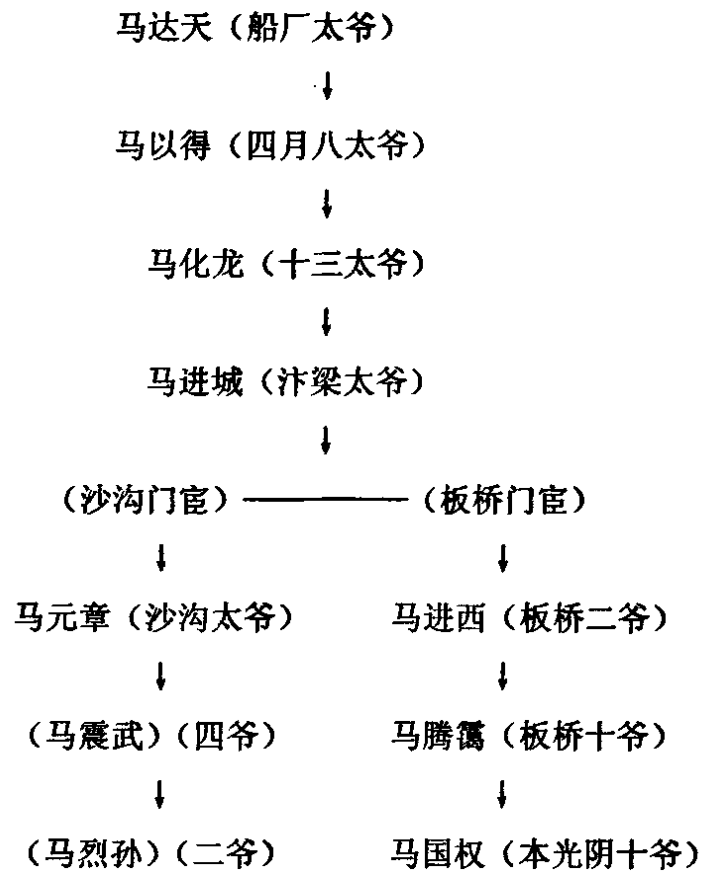 马达天（船厂太爷）
↓
马以得（四月八太爷）
↓
马化龙（十三太爷）
↓
马进城（汴梁太爷）
↓
（沙沟门宦）———（板桥门宦）
↓ ↓
马元章（沙沟太爷） 马进西（板桥二爷）
↓ ↓
（马震武）（四爷） 马腾霭（板桥十爷）
↓ ↓
（马烈孙）（二爷） 马国权（本光阴十爷）